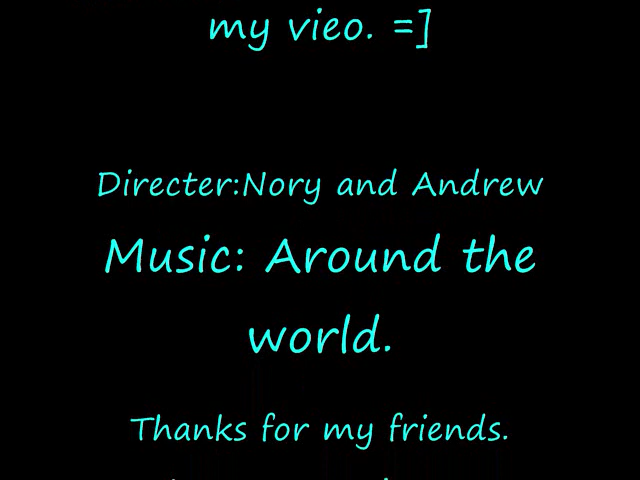 my vieo. =]
Directer:Nory and Andrew
Music: Around the
world.
Thanks for my friends.